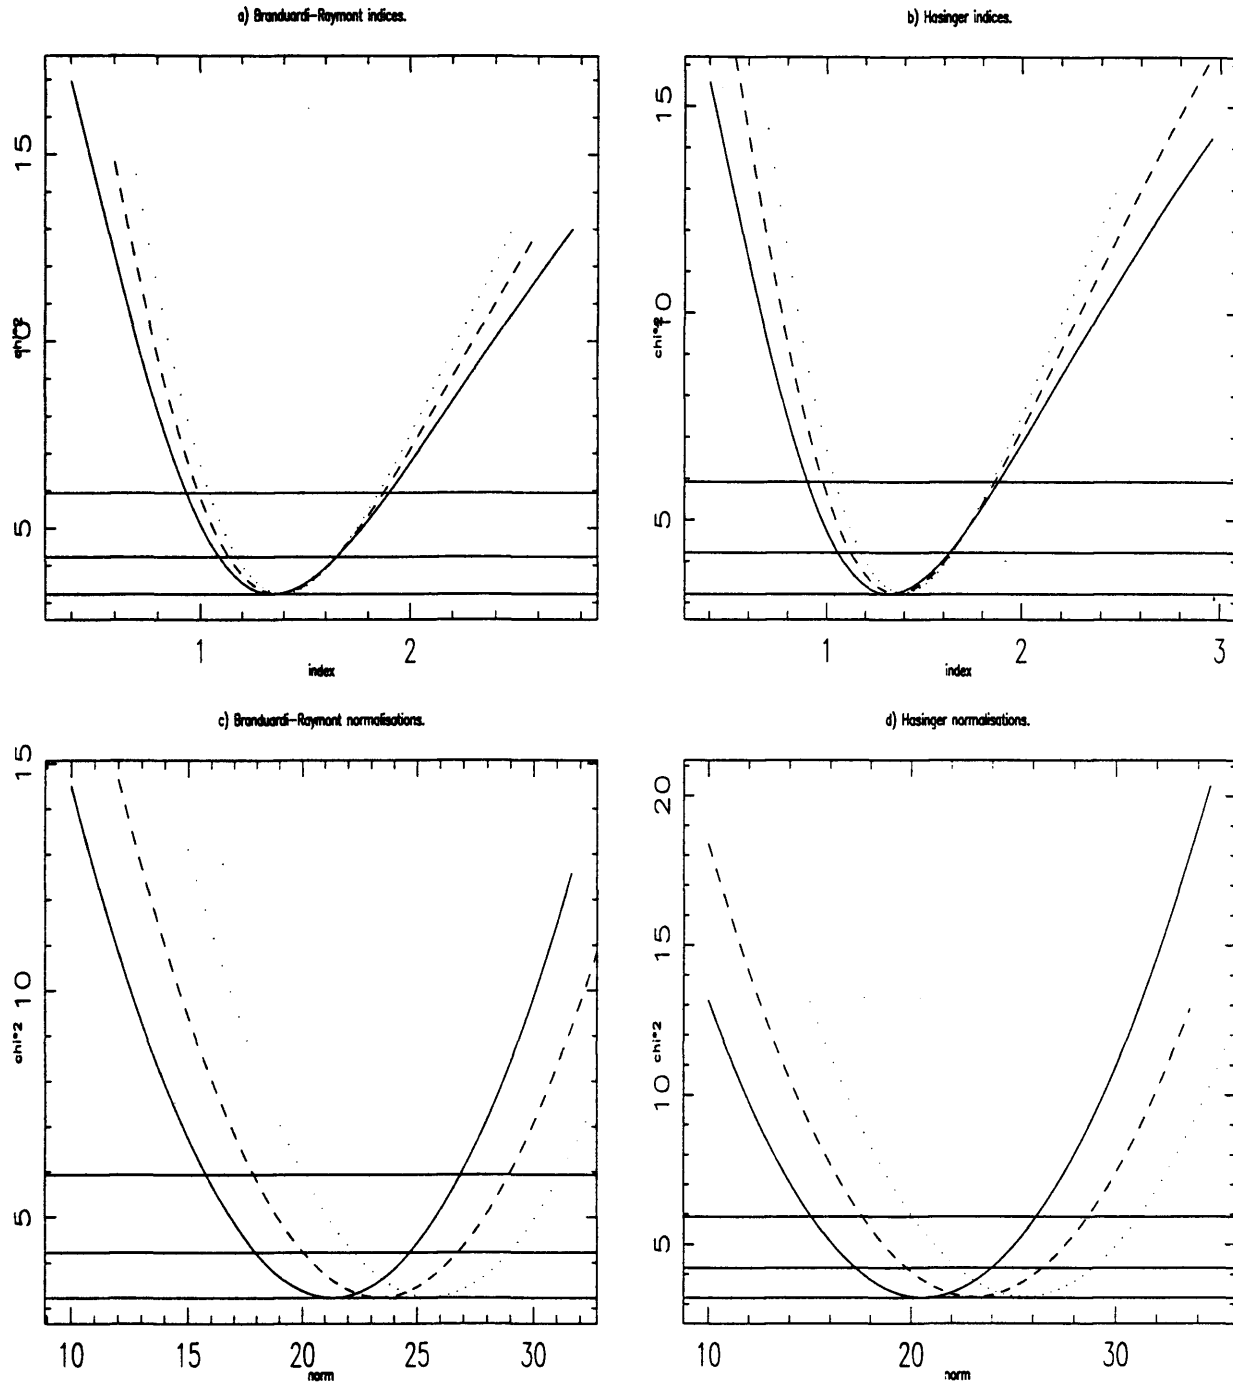 a) Branduardi-Raymont indices.
b) Hasinger indices.
15
10
5
chi^2
1
2
index
15
10
5
chi^2
1
2
3
index
c) Branduardi-Raymont normalisations.
d) Hasinger normalisations.
15
10
5
chi^2
10
15
20
25
30
norm
20
15
10
5
chi^2
10
20
30
norm